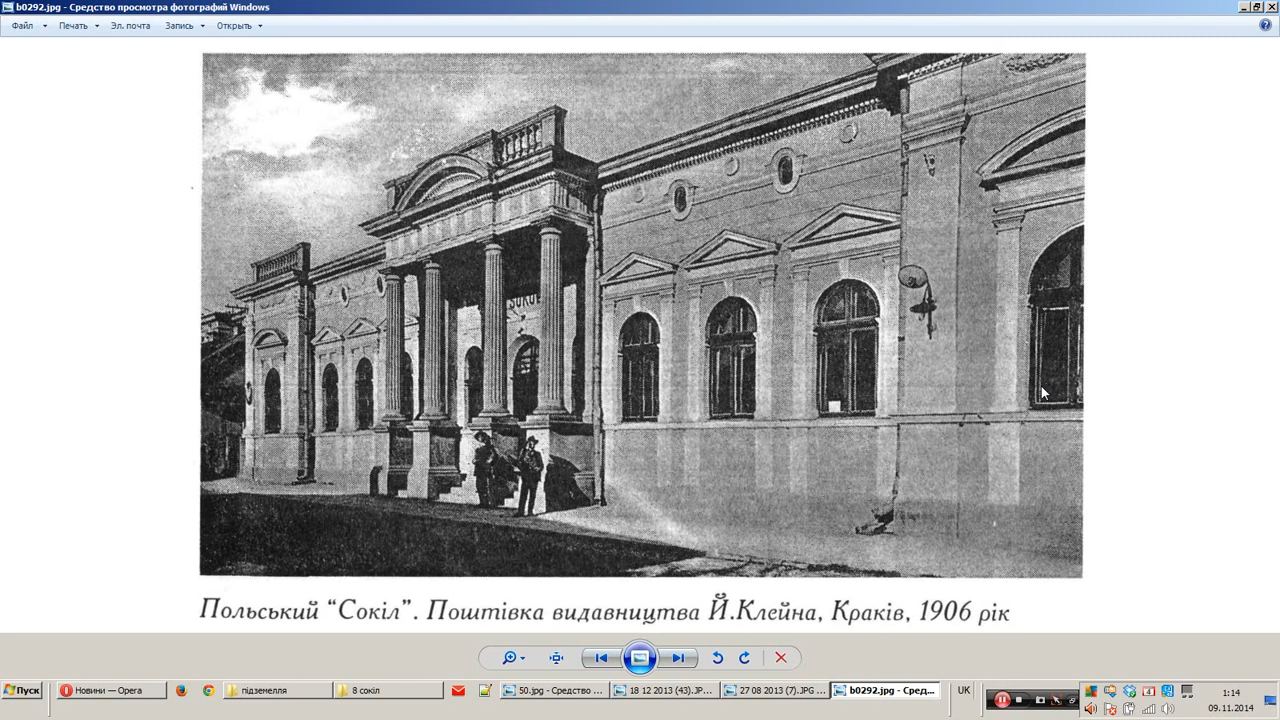 b0292.jpg - Средство просмотра фотографий Windows
Файл Печать Эл. почта Запись Открыть
SOKÓ
Польський “Сокіл”. Поштівка видавництва Й.Клейна, Краків, 1906 рік
Пуск Новини — Opera підземелля 8 сокіл 50.jpg - Средство ... 18 12 2013 (43).JP... 27 08 2013 (7).JPG ... b0292.jpg - Сред... UK
1:14
09.11.2014